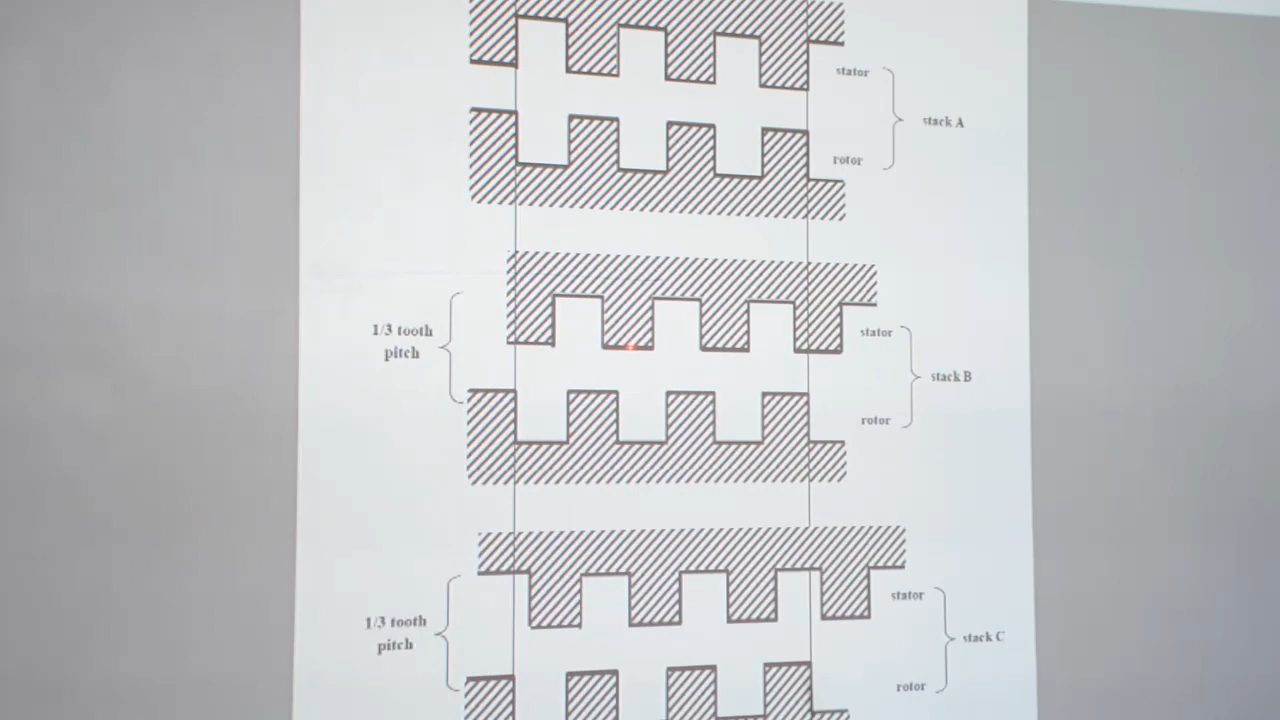 stator
stack A
rotor
1/3 tooth
pitch
stator
stack B
rotor
1/3 tooth
pitch
stator
stack C
rotor